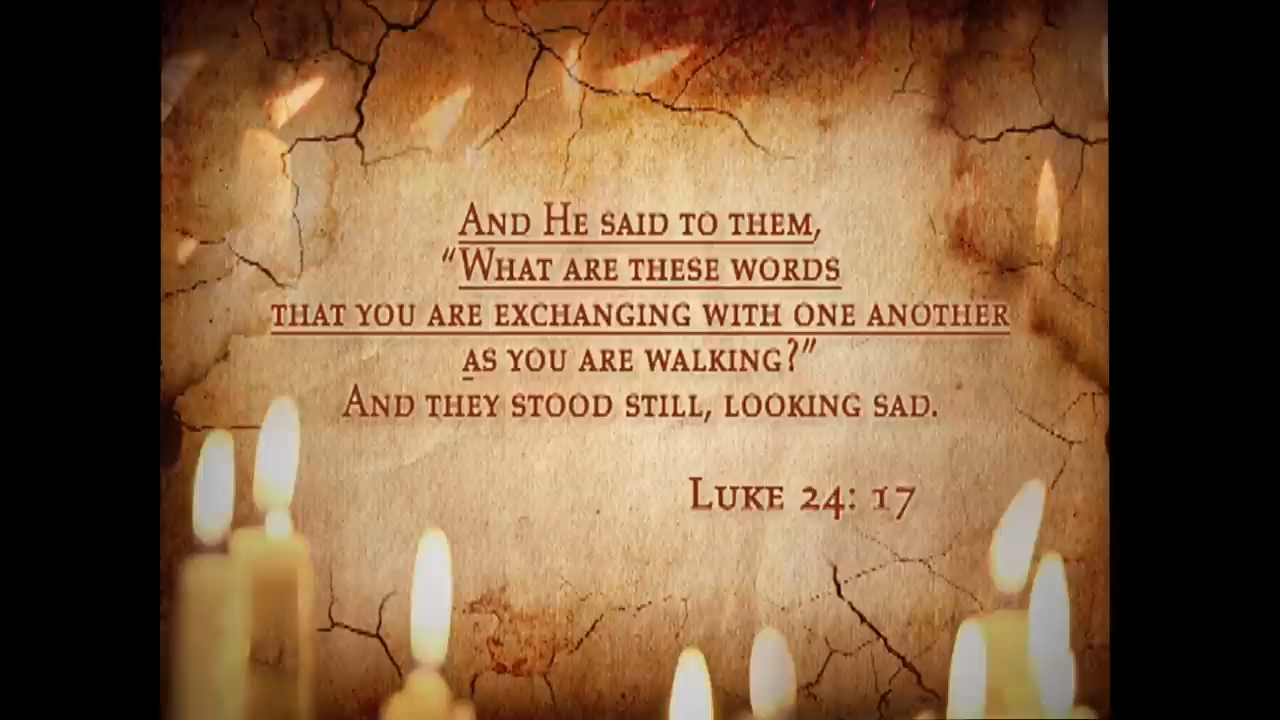 And He said to them,
“What are these words
that you are exchanging with one another
as you are walking?”
And they stood still, looking sad.
Luke 24: 17